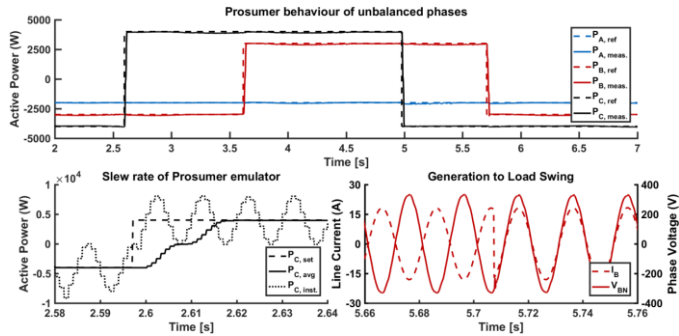 Prosumer behaviour of unbalanced phases
Active Power (W)
5000
2500
0
-2500
-5000
2 2.5 3 3.5 4 4.5 5 5.5 6 6.5 7
Time [s]
P_A, ref
P_A, meas.
P_B, ref
P_B, meas.
P_C, ref
P_C, meas.
Slew rate of Prosumer emulator
×10^4
Active Power (W)
1
0.5
0
-0.5
-1
2.58 2.59 2.6 2.61 2.62 2.63 2.64
Time [s]
P_C, set
P_C, avg
P_C, inst.
Generation to Load Swing
Line Current (A)
30
15
0
-15
-30
5.66 5.68 5.7 5.72 5.74 5.76
Time [s]
400
200
0
-200
-400
Phase Voltage (V)
I_B
V_BN